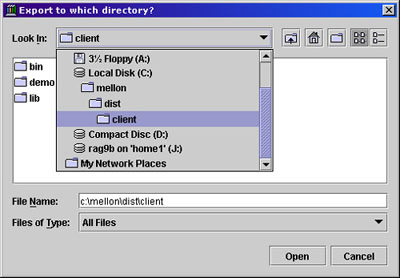 Export to which directory?
Look In: client
3½ Floppy (A:)
Local Disk (C:)
mellon
dist
client
Compact Disc (D:)
rag9b on 'home1' (J:)
My Network Places
bin
demo
lib
File Name: c:\mellon\dist\client
Files of Type: All Files
Open Cancel